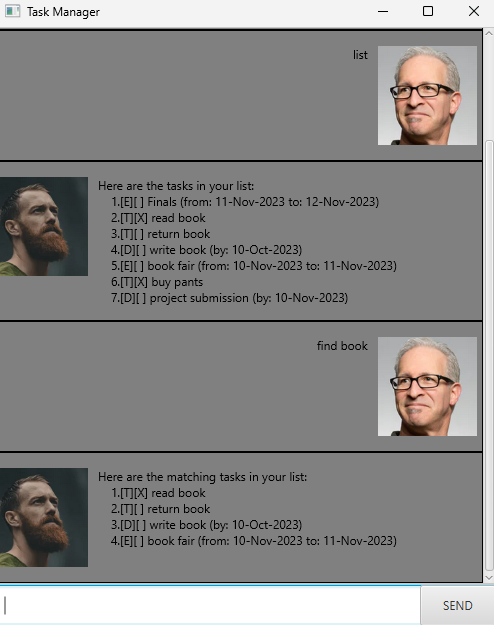 Task Manager
list
Here are the tasks in your list:
1.[E][ ] Finals (from: 11-Nov-2023 to: 12-Nov-2023)
2.[T][X] read book
3.[T][ ] return book
4.[D][ ] write book (by: 10-Oct-2023)
5.[E][ ] book fair (from: 10-Nov-2023 to: 11-Nov-2023)
6.[T][X] buy pants
7.[D][ ] project submission (by: 10-Nov-2023)
find book
Here are the matching tasks in your list:
1.[T][X] read book
2.[T][ ] return book
3.[D][ ] write book (by: 10-Oct-2023)
4.[E][ ] book fair (from: 10-Nov-2023 to: 11-Nov-2023)
SEND